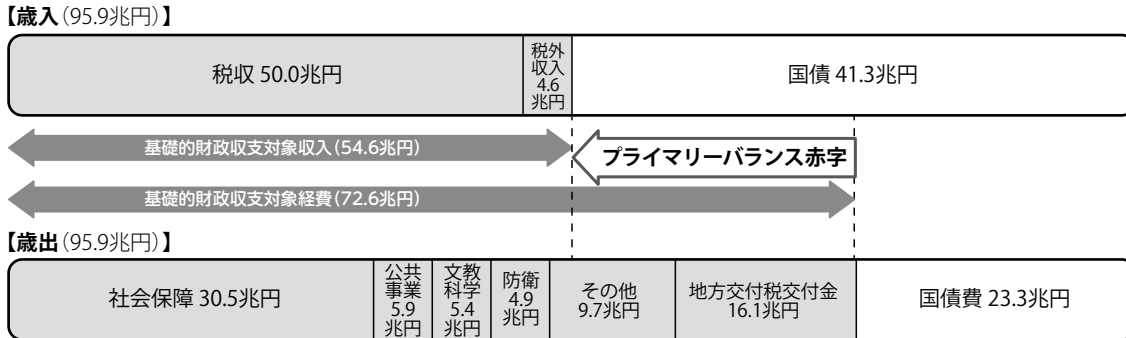 【歳入(95.9兆円)】
税収 50.0兆円
税外
収入
4.6
兆円
国債 41.3兆円
基礎的財政収支対象収入(54.6兆円)
プライマリーバランス赤字
基礎的財政収支対象経費(72.6兆円)
【歳出(95.9兆円)】
社会保障 30.5兆円
公共
事業
5.9
兆円
文教
科学
5.4
兆円
防衛
4.9
兆円
その他
9.7兆円
地方交付税交付金
16.1兆円
国債費 23.3兆円